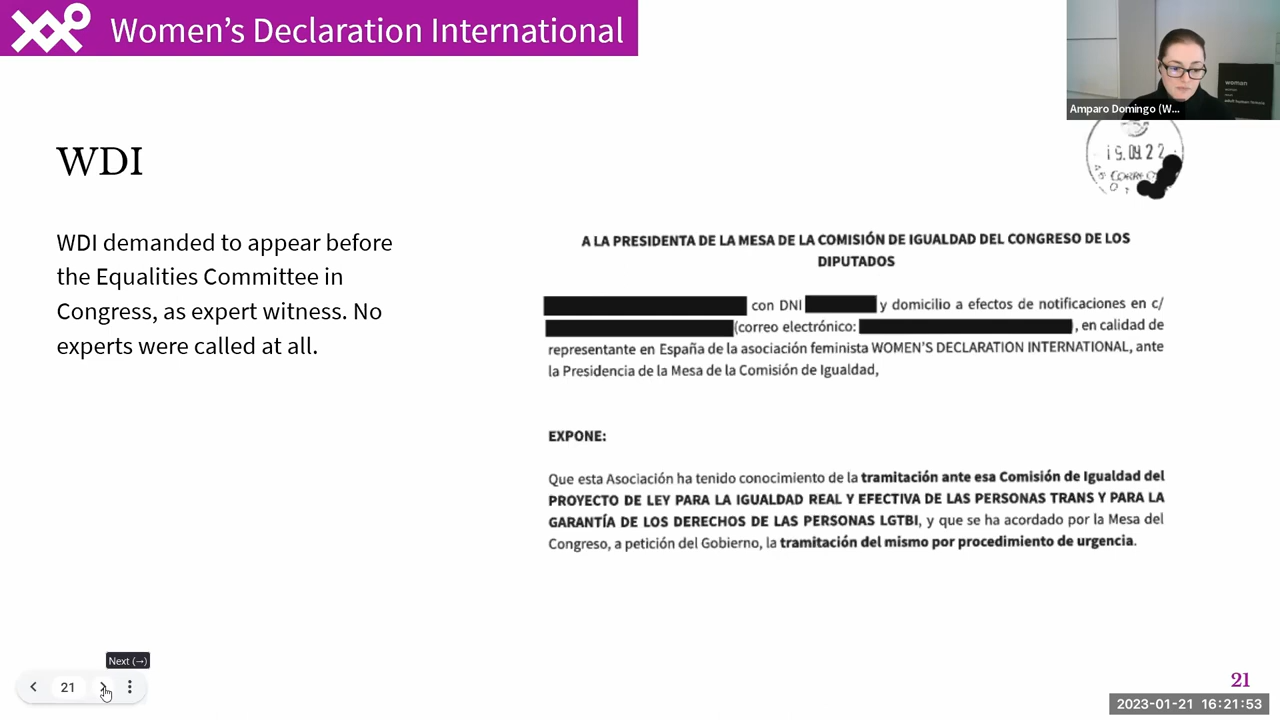 Women's Declaration International
Amparo Domingo (W...
woman
19.09.22
WDI
WDI demanded to appear before
the Equalities Committee in
Congress, as expert witness. No
experts were called at all.
A LA PRESIDENTA DE LA MESA DE LA COMISIÓN DE IGUALDAD DEL CONGRESO DE LOS
DIPUTADOS
con DNI y domicilio a efectos de notificaciones en c/
(correo electrónico: , en calidad de
representante en España de la asociación feminista WOMEN'S DECLARATION INTERNATIONAL, ante
la Presidencia de la Mesa de la Comisión de Igualdad,
EXPONE:
Que esta Asociación ha tenido conocimiento de la tramitación ante esa Comisión de Igualdad del
PROYECTO DE LEY PARA LA IGUALDAD REAL Y EFECTIVA DE LAS PERSONAS TRANS Y PARA LA
GARANTÍA DE LOS DERECHOS DE LAS PERSONAS LGTBI, y que se ha acordado por la Mesa del
Congreso, a petición del Gobierno, la tramitación del mismo por procedimiento de urgencia.
Next (→)
21
21
2023-01-21 16:21:53